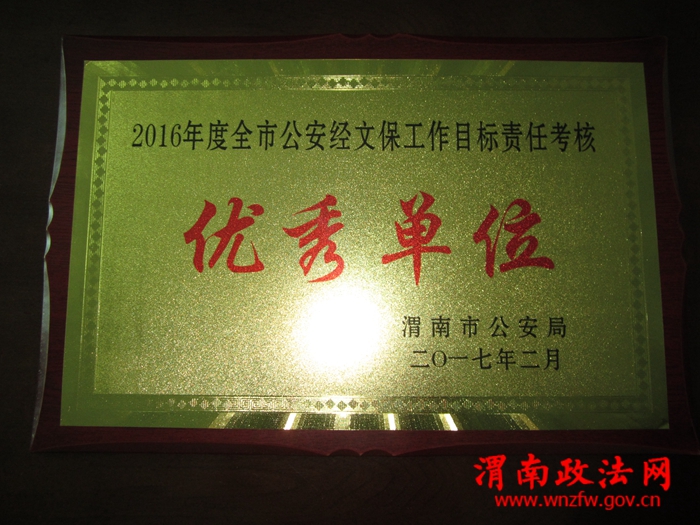 2016年度全市公安经文保工作目标责任考核
优秀单位
渭南市公安局
二〇一七年二月
渭南政法网
www.wnzfw.gov.cn